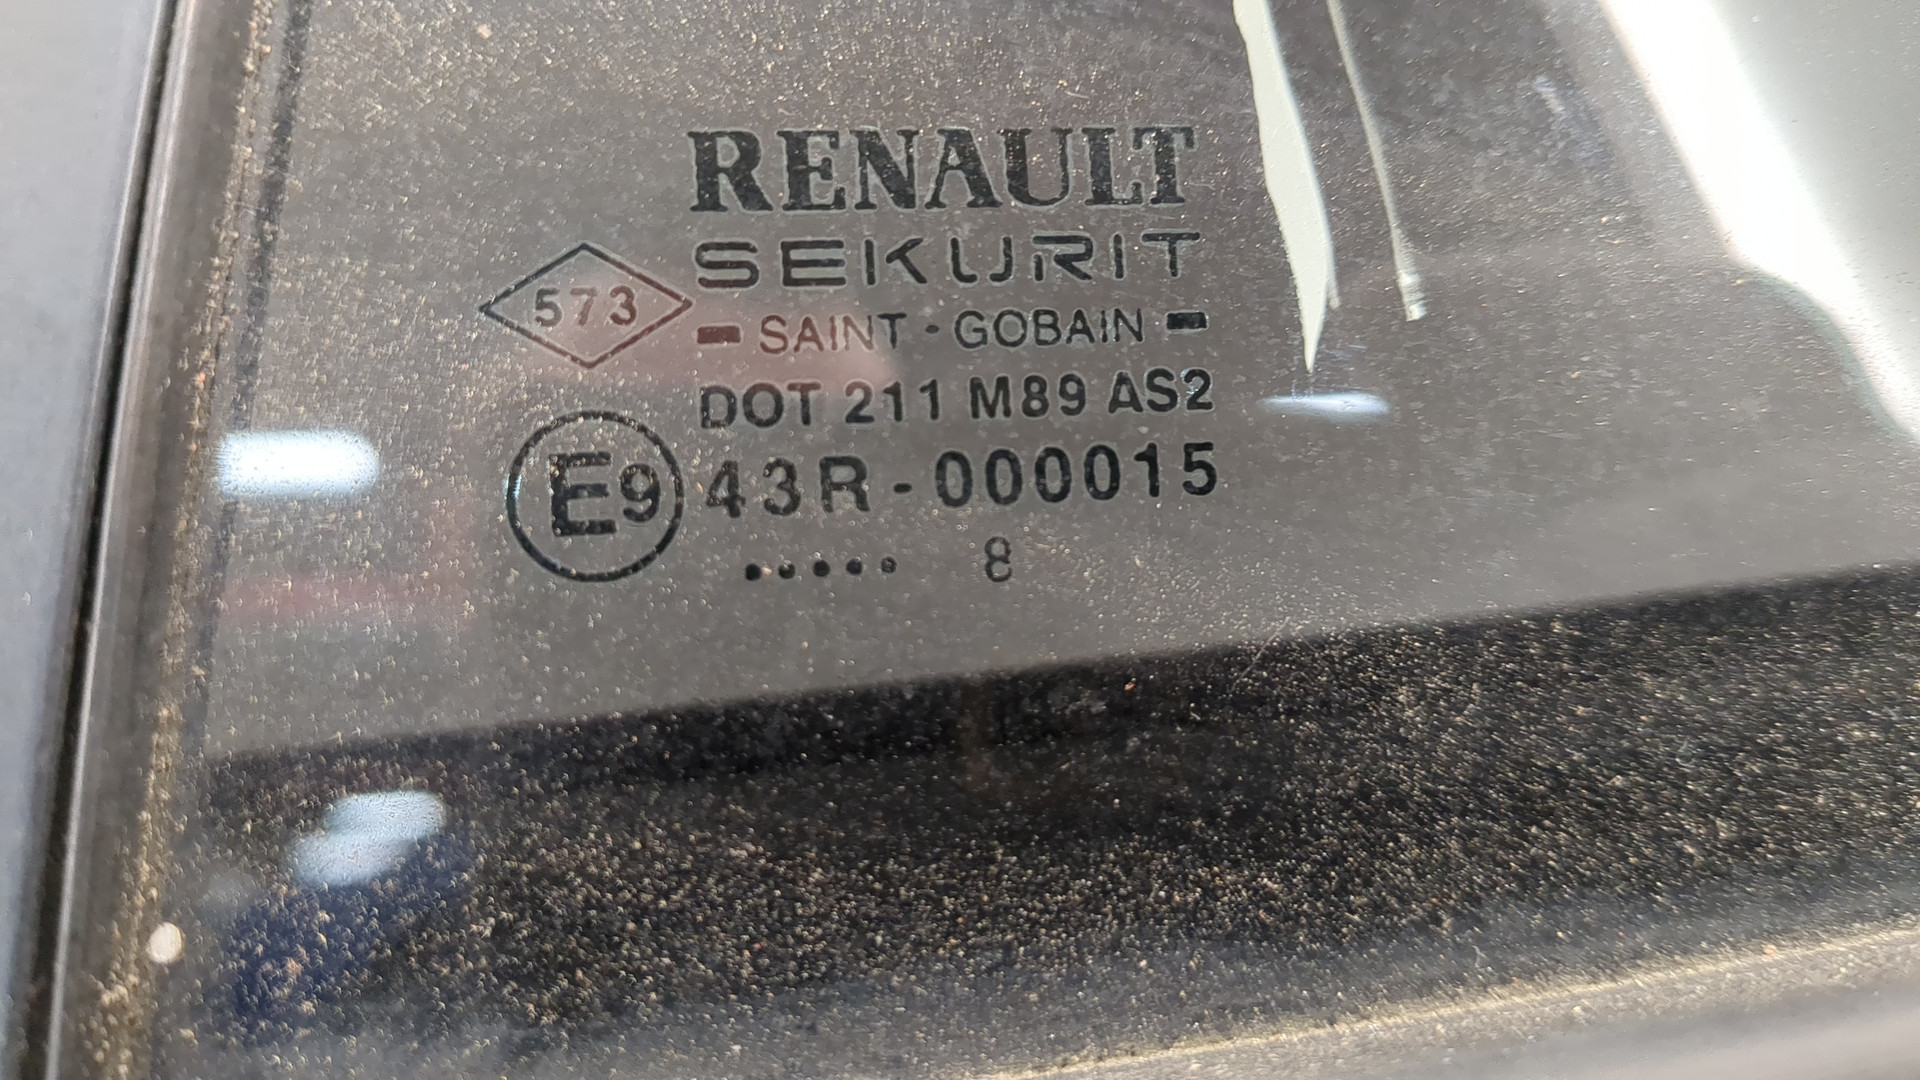 RENAULT
SEKURIT
573
SAINT-GOBAIN
DOT 211 M89 AS2
E9 43R-000015
..... 8